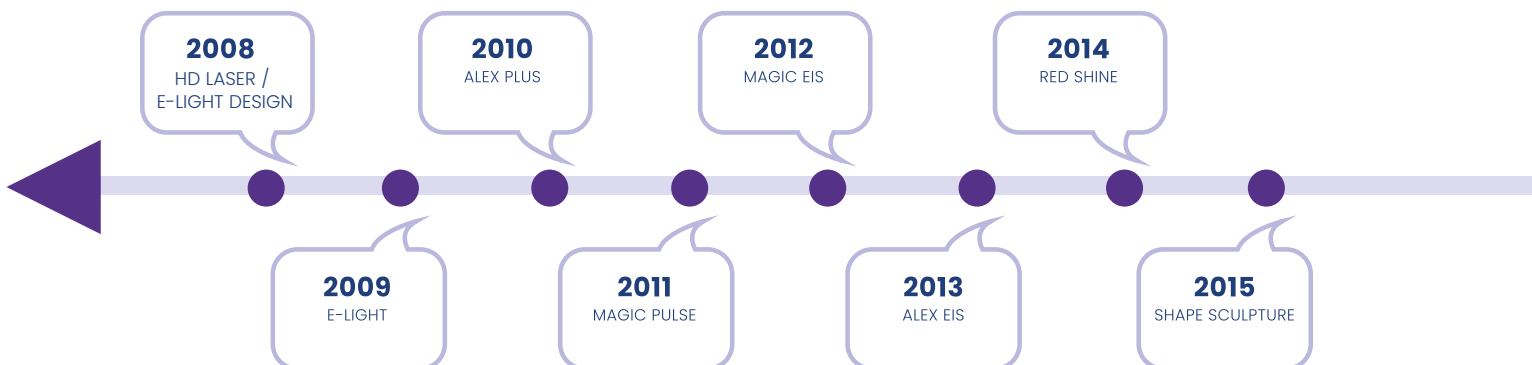 2008
HD LASER /
E-LIGHT DESIGN
2010
ALEX PLUS
2012
MAGIC EIS
2014
RED SHINE
2009
E-LIGHT
2011
MAGIC PULSE
2013
ALEX EIS
2015
SHAPE SCULPTURE